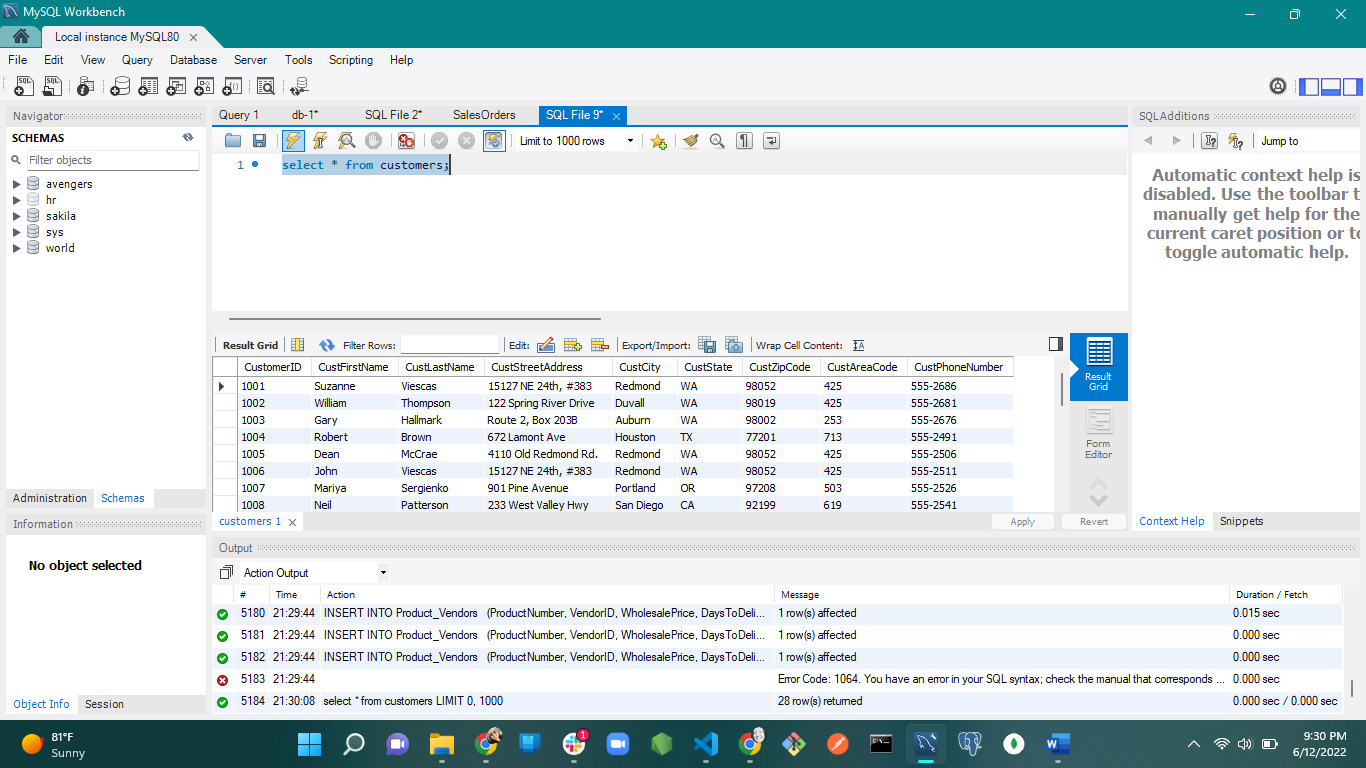 MySQL Workbench
Local instance MySQL80
File Edit View Query Database Server Tools Scripting Help
Navigator
SCHEMAS
Filter objects
avengers
hr
sakila
sys
world
Administration Schemas
Information
No object selected
Object Info Session
Query 1 db-1* SQL File 2* SalesOrders SQL File 9*
Limit to 1000 rows
1 select * from customers;
Result Grid Filter Rows: Edit: Export/Import: Wrap Cell Content:
CustomerID CustFirstName CustLastName CustStreetAddress CustCity CustState CustZipCode CustAreaCode CustPhoneNumber
1001 Suzanne Viescas 15127 NE 24th, #383 Redmond WA 98052 425 555-2686
1002 William Thompson 122 Spring River Drive Duvall WA 98019 425 555-2681
1003 Gary Hallmark Route 2, Box 203B Auburn WA 98002 253 555-2676
1004 Robert Brown 672 Lamont Ave Houston TX 77201 713 555-2491
1005 Dean McCrae 4110 Old Redmond Rd. Redmond WA 98052 425 555-2506
1006 John Viescas 15127 NE 24th, #383 Redmond WA 98052 425 555-2511
1007 Mariya Sergienko 901 Pine Avenue Portland OR 97208 503 555-2526
1008 Neil Patterson 233 West Valley Hwy San Diego CA 92199 619 555-2541
Result
Grid
Form
Editor
customers 1 Apply Revert
SQLAdditions
Jump to
Automatic context help is
disabled. Use the toolbar t
manually get help for the
current caret position or to
toggle automatic help.
Context Help Snippets
Output
Action Output
# Time Action Message Duration / Fetch
5180 21:29:44 INSERT INTO Product_Vendors (ProductNumber, VendorID, WholesalePrice, DaysToDeli... 1 row(s) affected 0.015 sec
5181 21:29:44 INSERT INTO Product_Vendors (ProductNumber, VendorID, WholesalePrice, DaysToDeli... 1 row(s) affected 0.000 sec
5182 21:29:44 INSERT INTO Product_Vendors (ProductNumber, VendorID, WholesalePrice, DaysToDeli... 1 row(s) affected 0.000 sec
5183 21:29:44 Error Code: 1064. You have an error in your SQL syntax; check the manual that corresponds ... 0.000 sec
5184 21:30:08 select * from customers LIMIT 0, 1000 28 row(s) returned 0.000 sec / 0.000 sec
81°F
Sunny
1
9:30 PM
6/12/2022